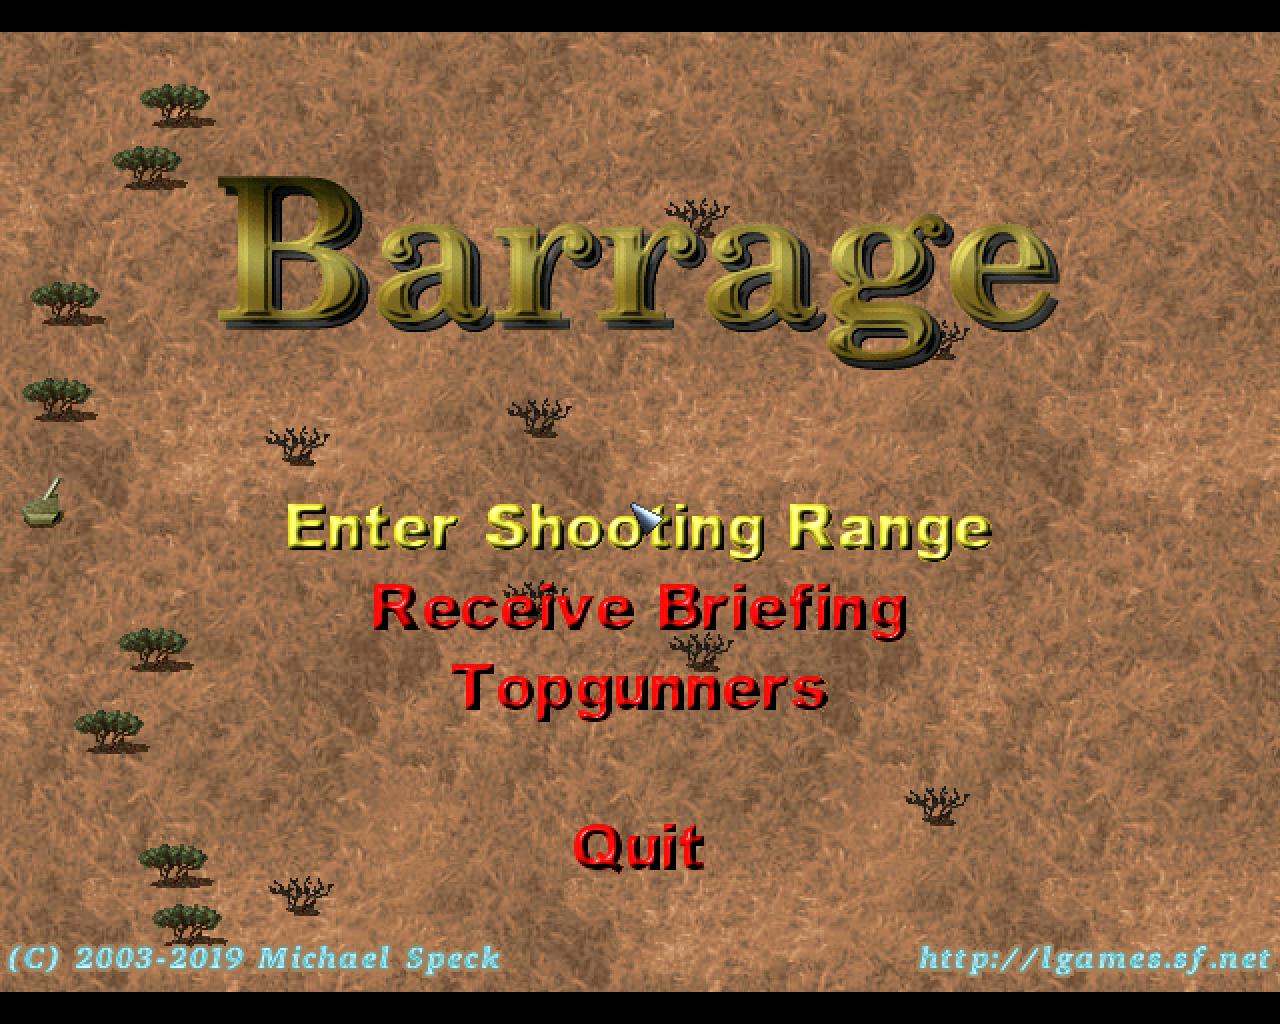 Barrage
Enter Shooting Range
Receive Briefing
Topgunners
Quit
(C) 2003-2019 Michael Speck
http://lgames.sf.net